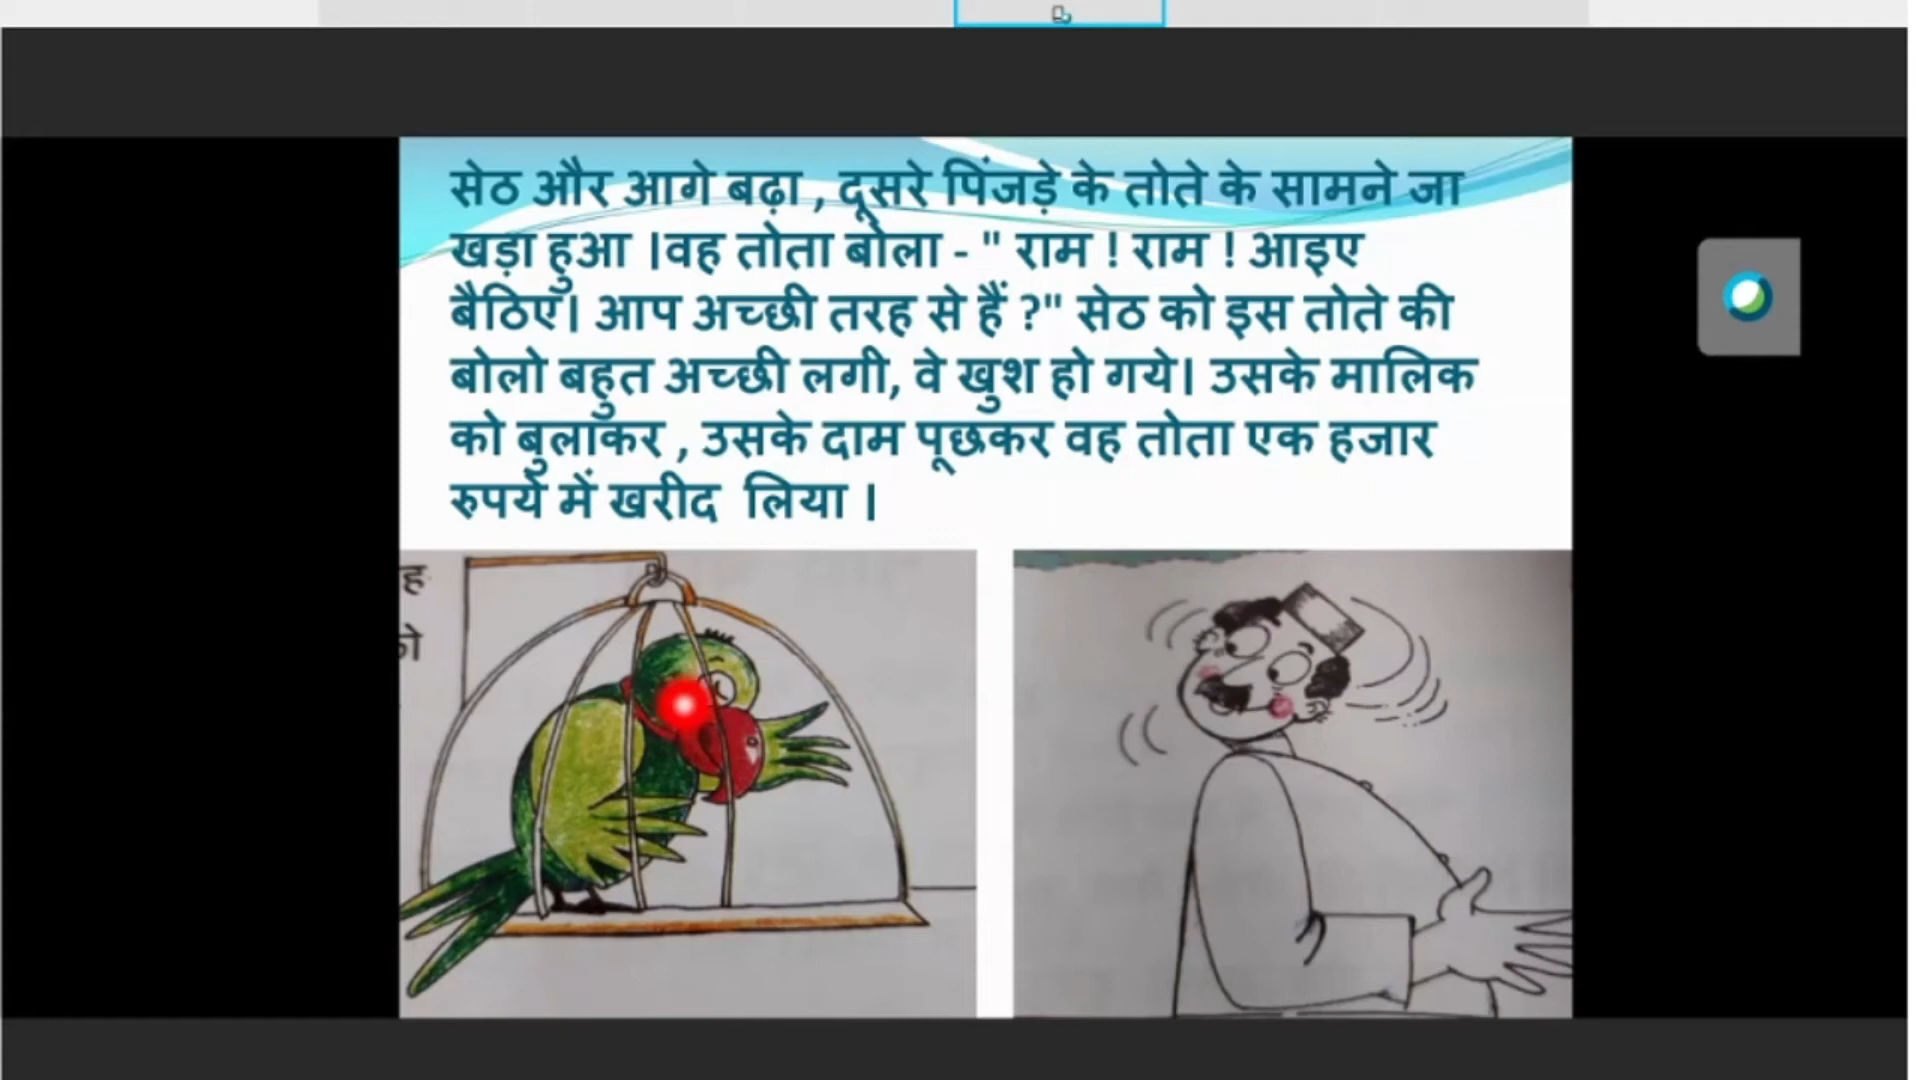 सेठ और आगे बढ़ा , दूसरे पिंजड़े के तोते के सामने जा
खड़ा हुआ ।वह तोता बोला - " राम ! राम ! आइए
बैठिए। आप अच्छी तरह से हैं ?" सेठ को इस तोते की
बोलो बहुत अच्छी लगी, वे खुश हो गये। उसके मालिक
को बुलाकर , उसके दाम पूछकर वह तोता एक हजार
रुपये में खरीद लिया ।
ह